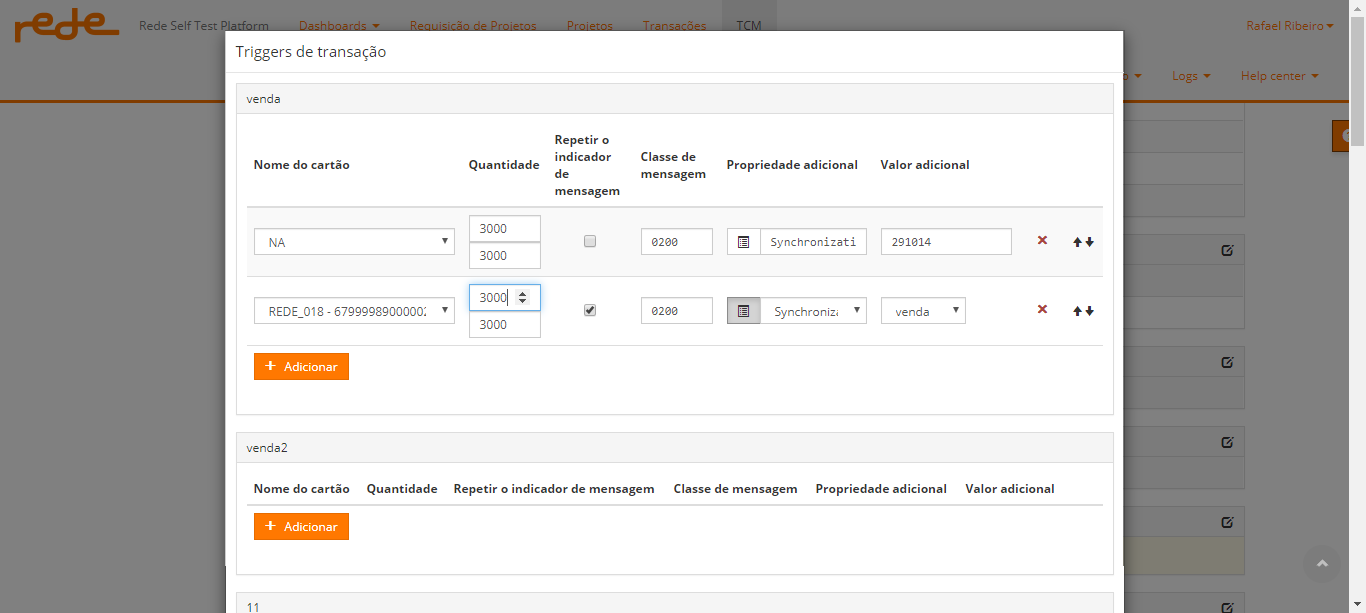 rede Rede Self Test Platform Dashboards Requisição de Projetos Projetos Transações TCM Rafael Ribeiro
Logs Help center
Triggers de transação
venda
Nome do cartão Quantidade Repetir o indicador de mensagem Classe de mensagem Propriedade adicional Valor adicional
NA 3000 0200 Synchronizati 291014
3000
REDE_018 - 6799998900000 3000 0200 Synchroniz venda
3000
+ Adicionar
venda2
Nome do cartão Quantidade Repetir o indicador de mensagem Classe de mensagem Propriedade adicional Valor adicional
+ Adicionar
11